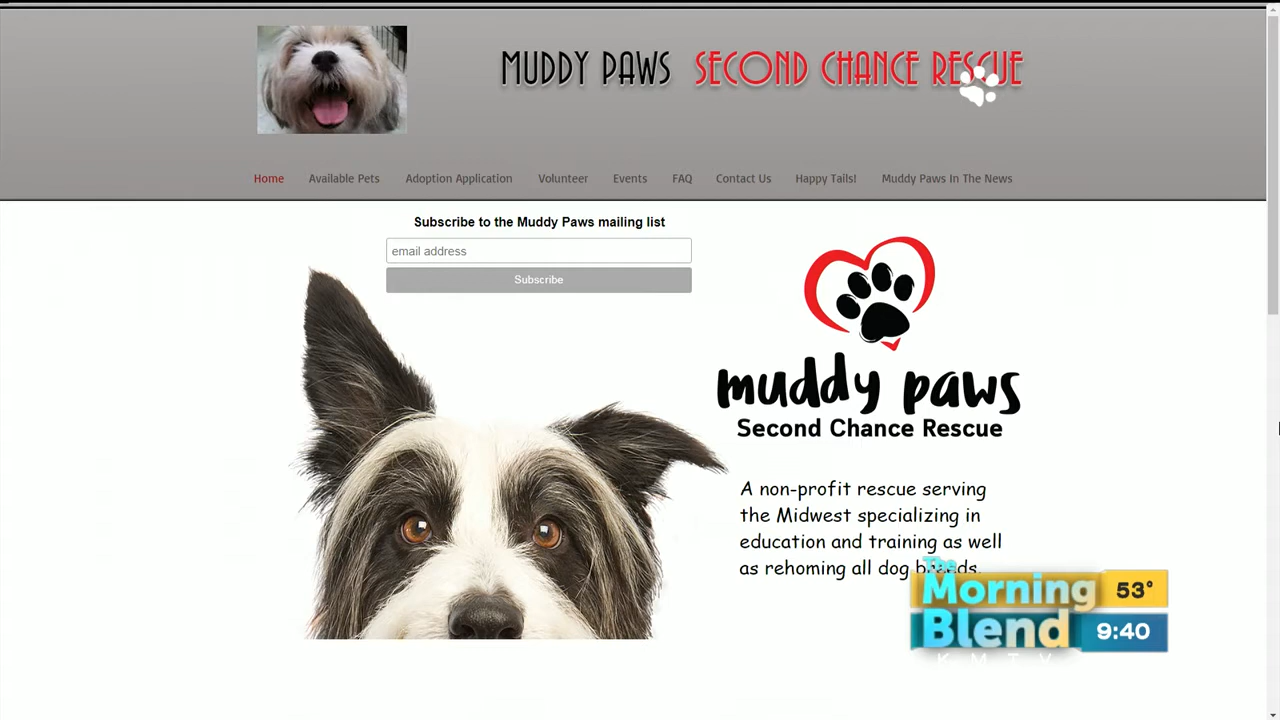 MUDDY PAWS SECOND CHANCE RESCUE
Home Available Pets Adoption Application Volunteer Events FAQ Contact Us Happy Tails! Muddy Paws In The News
Subscribe to the Muddy Paws mailing list
email address
Subscribe
muddy paws
Second Chance Rescue
A non-profit rescue serving
the Midwest specializing in
education and training as well
as rehoming all dog breeds.
The
Morning 53°
Blend 9:40
K M T V